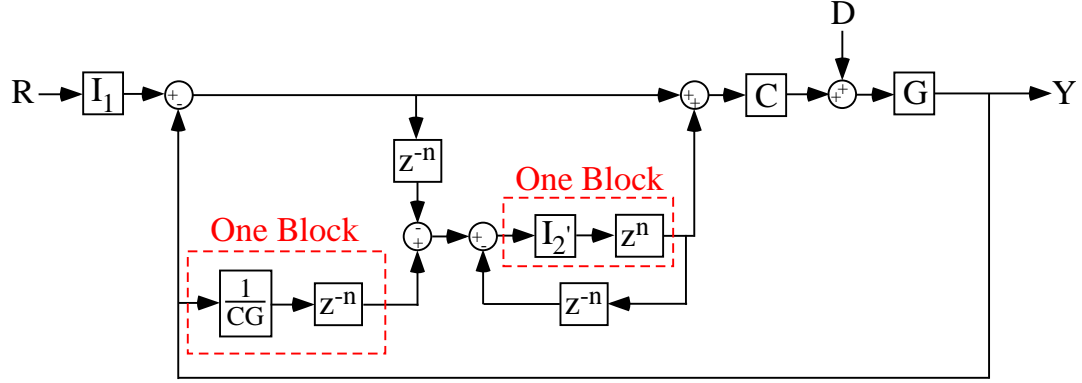 D
R
I₁
+
-
+
+
C
+
+
G
Y
z⁻ⁿ
One Block
One Block
-
+
+
-
I₂'
zⁿ
1
CG
z⁻ⁿ
z⁻ⁿ